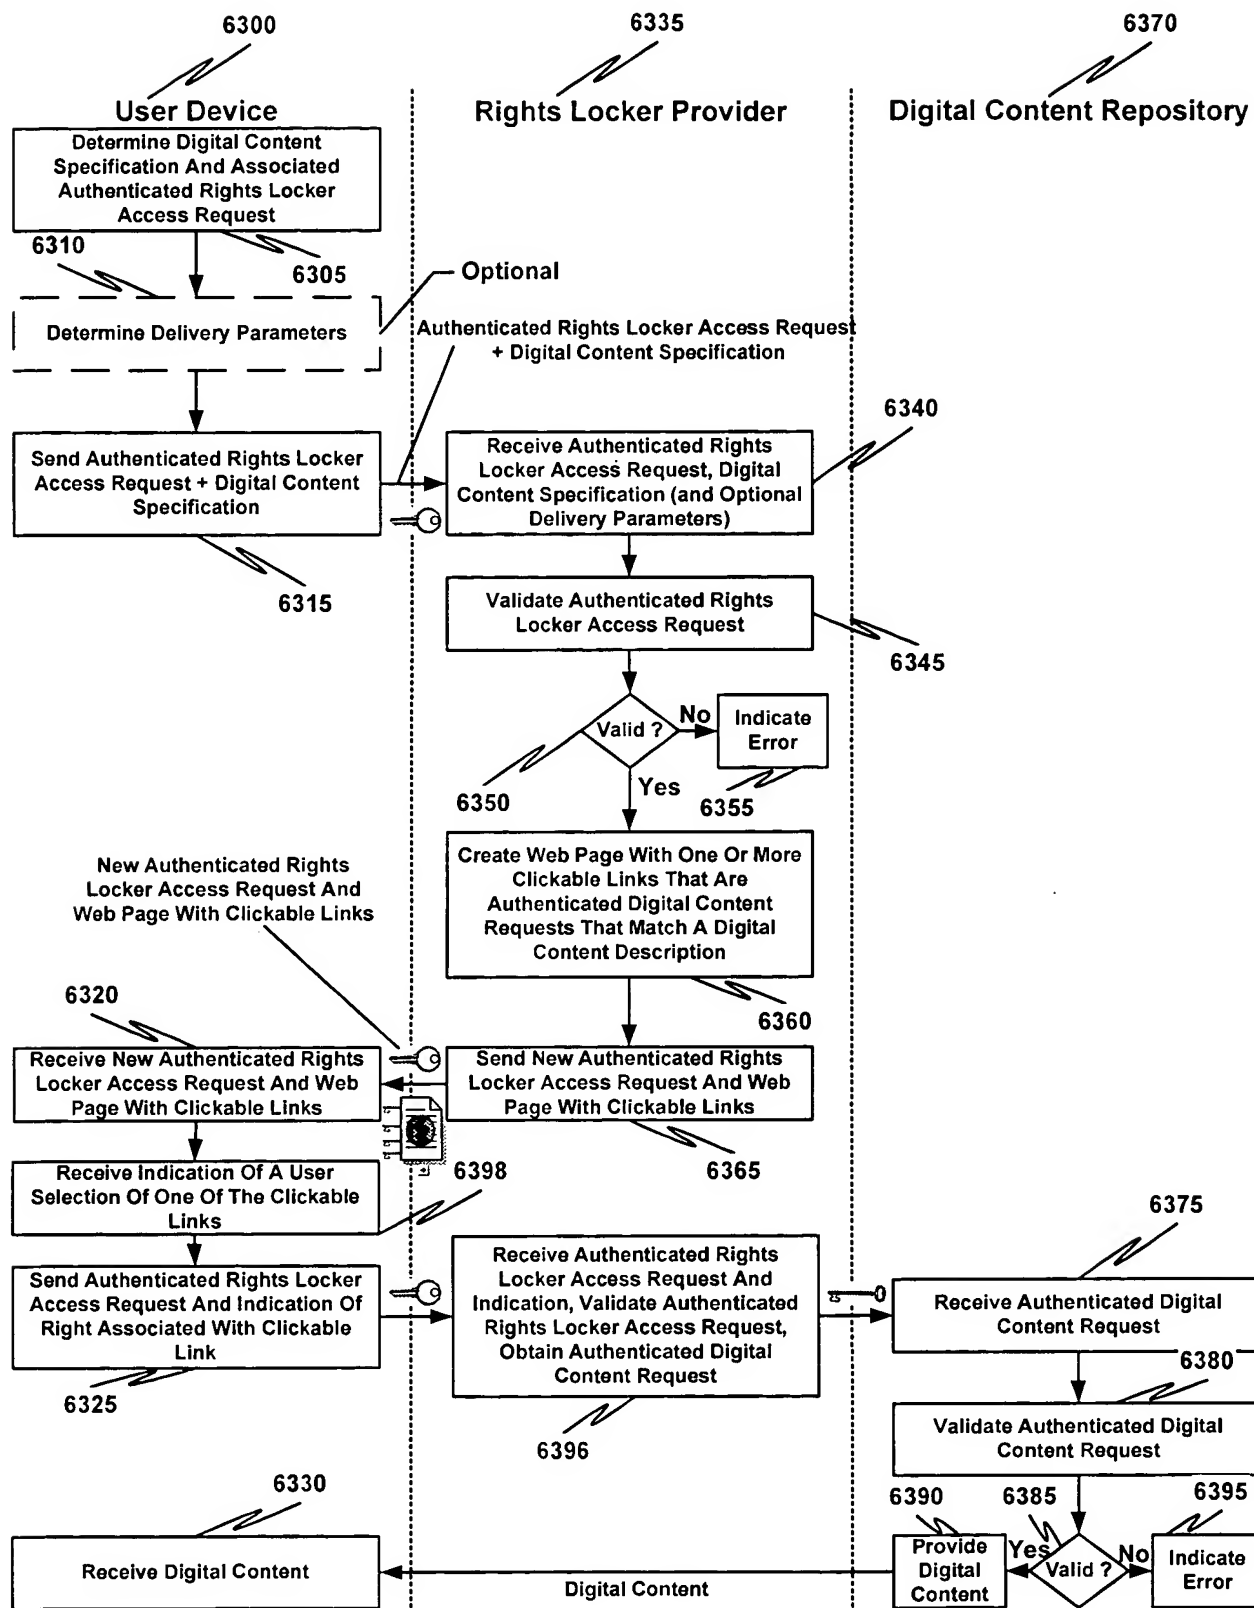 6300
6335
6370
User Device
Rights Locker Provider
Digital Content Repository
Determine Digital Content
Specification And Associated
Authenticated Rights Locker
Access Request
6310
6305
Optional
Determine Delivery Parameters
Authenticated Rights Locker Access Request
+ Digital Content Specification
6340
Send Authenticated Rights Locker
Access Request + Digital Content
Specification
Receive Authenticated Rights
Locker Access Request, Digital
Content Specification (and Optional
Delivery Parameters)
6315
Validate Authenticated Rights
Locker Access Request
6345
Valid ?
No
Indicate
Error
6350
Yes
6355
New Authenticated Rights
Locker Access Request And
Web Page With Clickable Links
Create Web Page With One Or More
Clickable Links That Are
Authenticated Digital Content
Requests That Match A Digital
Content Description
6320
6360
Receive New Authenticated Rights
Locker Access Request And Web
Page With Clickable Links
Send New Authenticated Rights
Locker Access Request And Web
Page With Clickable Links
6365
Receive Indication Of A User
Selection Of One Of The Clickable
Links
6398
6375
Send Authenticated Rights Locker
Access Request And Indication Of
Right Associated With Clickable
Link
Receive Authenticated Rights
Locker Access Request And
Indication, Validate Authenticated
Rights Locker Access Request,
Obtain Authenticated Digital
Content Request
Receive Authenticated Digital
Content Request
6325
6396
6380
Validate Authenticated Digital
Content Request
6330
6390
6385
6395
Receive Digital Content
Digital Content
Provide
Digital
Content
Yes
Valid ?
No
Indicate
Error